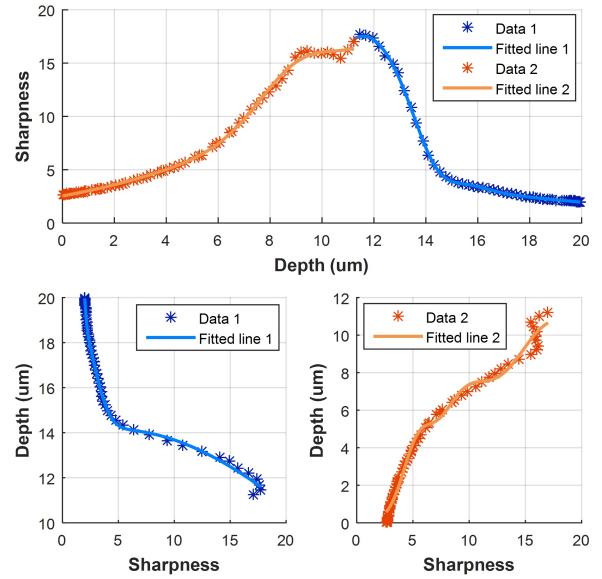 20
15
10
5
0
Sharpness
Data 1
Fitted line 1
Data 2
Fitted line 2
0 2 4 6 8 10 12 14 16 18 20
Depth (um)
20
18
16
14
12
10
Depth (um)
Data 1
Fitted line 1
0 5 10 15 20
Sharpness
12
10
8
6
4
2
0
Depth (um)
Data 2
Fitted line 2
0 5 10 15 20
Sharpness